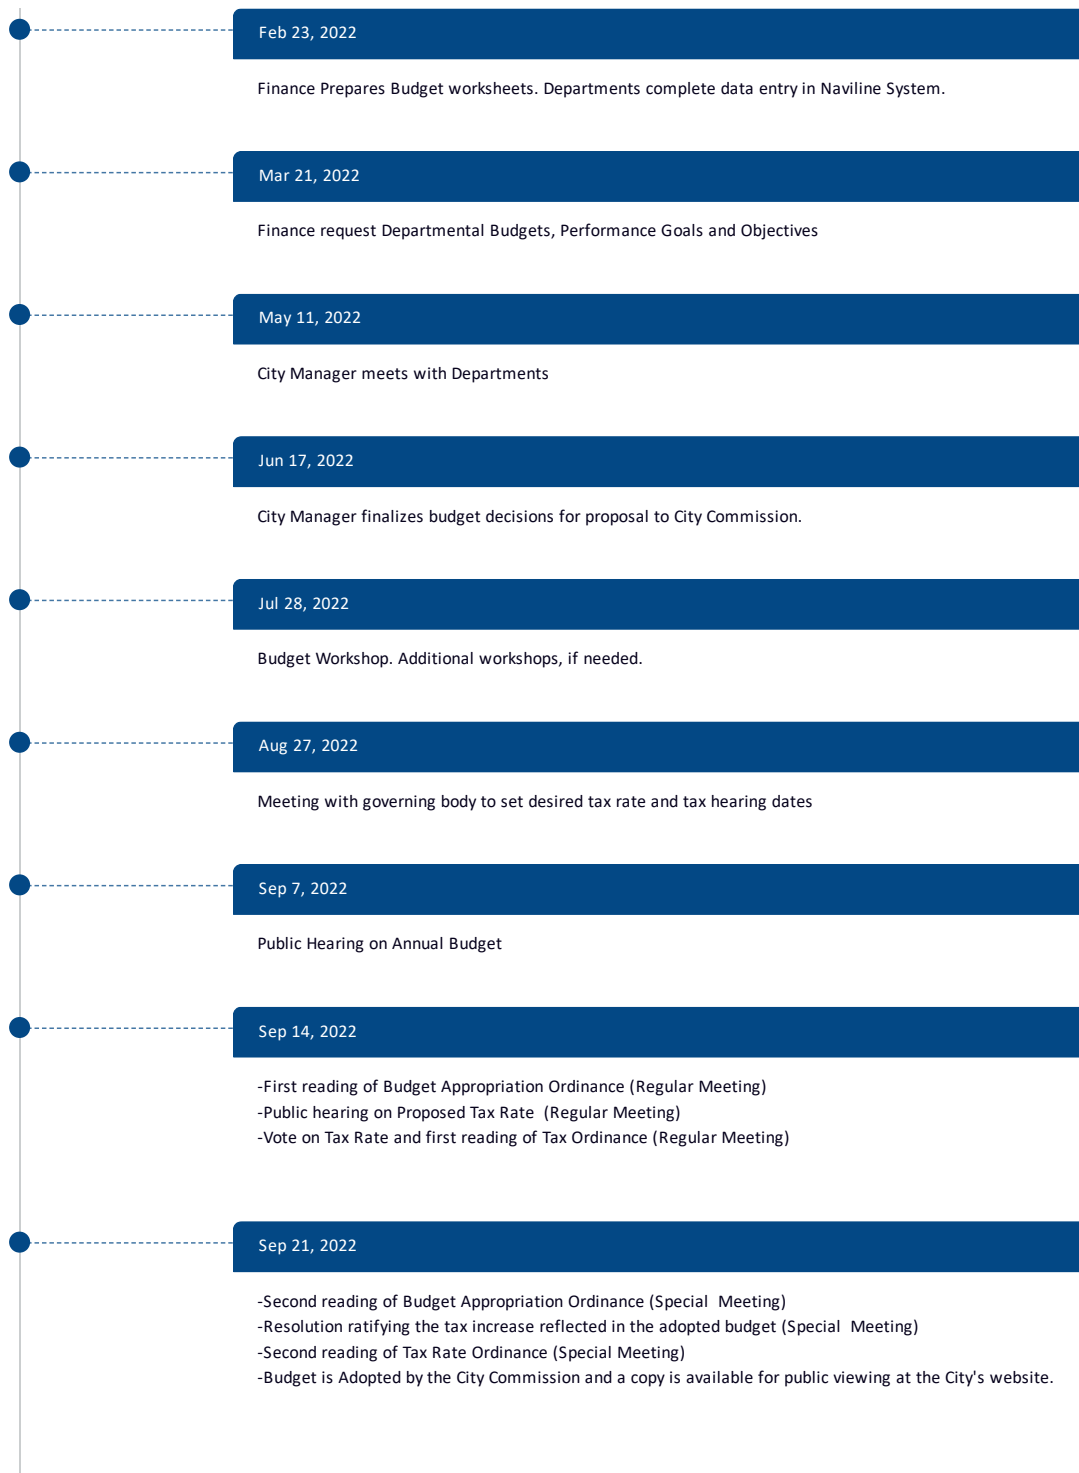 Feb 23, 2022
Finance Prepares Budget worksheets. Departments complete data entry in Naviline System.
Mar 21, 2022
Finance request Departmental Budgets, Performance Goals and Objectives
May 11, 2022
City Manager meets with Departments
Jun 17, 2022
City Manager finalizes budget decisions for proposal to City Commission.
Jul 28, 2022
Budget Workshop. Additional workshops, if needed.
Aug 27, 2022
Meeting with governing body to set desired tax rate and tax hearing dates
Sep 7, 2022
Public Hearing on Annual Budget
Sep 14, 2022
-First reading of Budget Appropriation Ordinance (Regular Meeting)
-Public hearing on Proposed Tax Rate  (Regular Meeting)
-Vote on Tax Rate and first reading of Tax Ordinance (Regular Meeting)
Sep 21, 2022
-Second reading of Budget Appropriation Ordinance (Special  Meeting)
-Resolution ratifying the tax increase reflected in the adopted budget (Special  Meeting)
-Second reading of Tax Rate Ordinance (Special Meeting)
-Budget is Adopted by the City Commission and a copy is available for public viewing at the City's website.